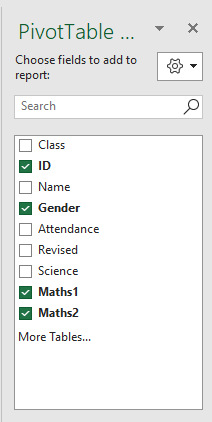 PivotTable ...
Choose fields to add to
report:
Search
Class
ID
Name
Gender
Attendance
Revised
Science
Maths1
Maths2
More Tables...